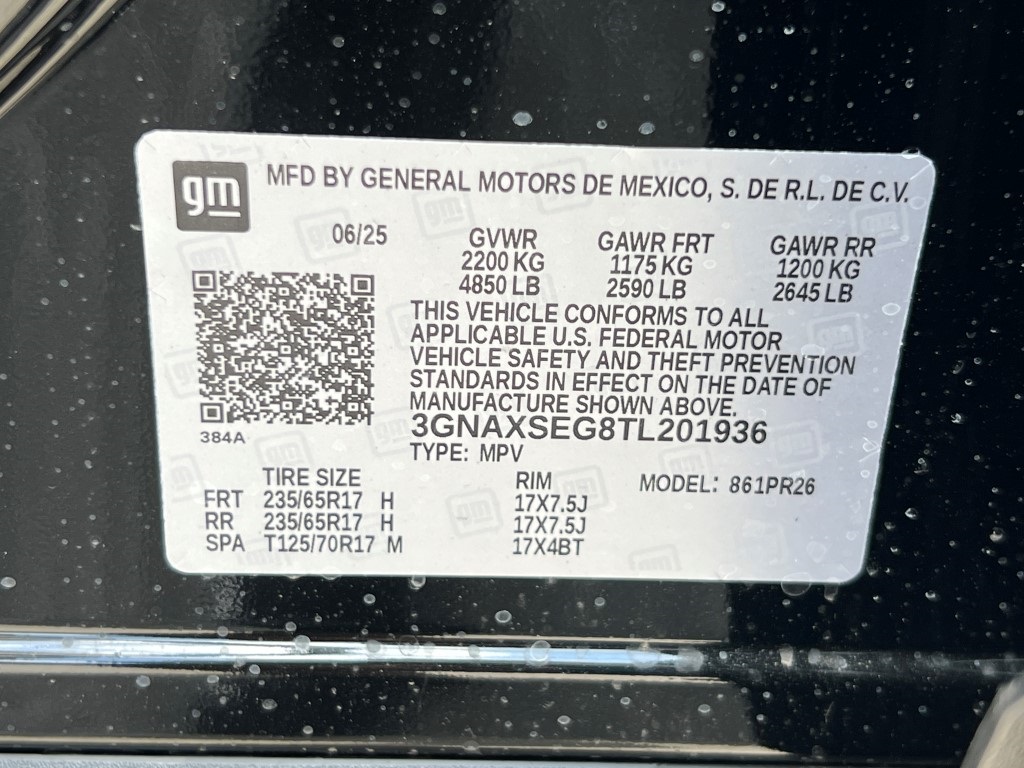 gm
MFD BY GENERAL MOTORS DE MEXICO, S. DE R.L. DE C.V.
06/25 GVWR GAWR FRT GAWR RR
2200 KG 1175 KG 1200 KG
4850 LB 2590 LB 2645 LB
THIS VEHICLE CONFORMS TO ALL
APPLICABLE U.S. FEDERAL MOTOR
VEHICLE SAFETY AND THEFT PREVENTION
STANDARDS IN EFFECT ON THE DATE OF
MANUFACTURE SHOWN ABOVE.
384A 3GNAXSEG8TL201936
TYPE: MPV
TIRE SIZE RIM MODEL: 861PR26
FRT 235/65R17 H 17X7.5J
RR 235/65R17 H 17X7.5J
SPA T125/70R17 M 17X4BT